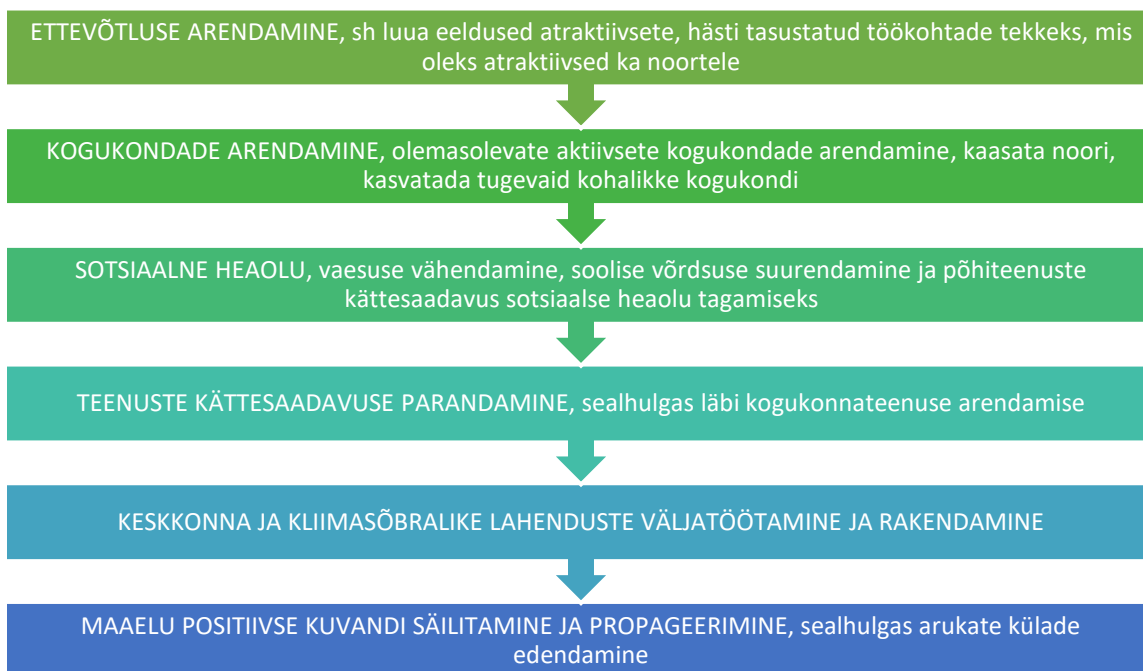 ETTEVÕTLUSE ARENDAMINE, sh luua eeldused atraktiivsete, hästi tasustatud töökohtade tekkeks, mis
oleks atraktiivsed ka noortele
KOGUKONDADE ARENDAMINE, olemasolevate aktiivsete kogukondade arendamine, kaasata noori,
kasvatada tugevaid kohalikke kogukondi
SOTSIAALNE HEAOLU, vaesuse vähendamine, soolise võrdsuse suurendamine ja põhiteenuste
kättesaadavus sotsiaalse heaolu tagamiseks
TEENUSTE KÄTTESAADAVUSE PARANDAMINE, sealhulgas läbi kogukonnateenuse arendamise
KESKKONNA JA KLIIMASÕBRALIKE LAHENDUSTE VÄLJATÖÖTAMINE JA RAKENDAMINE
MAAELU POSITIIVSE KUVANDI SÄILITAMINE JA PROPAGEERIMINE, sealhulgas arukate külade
edendamine